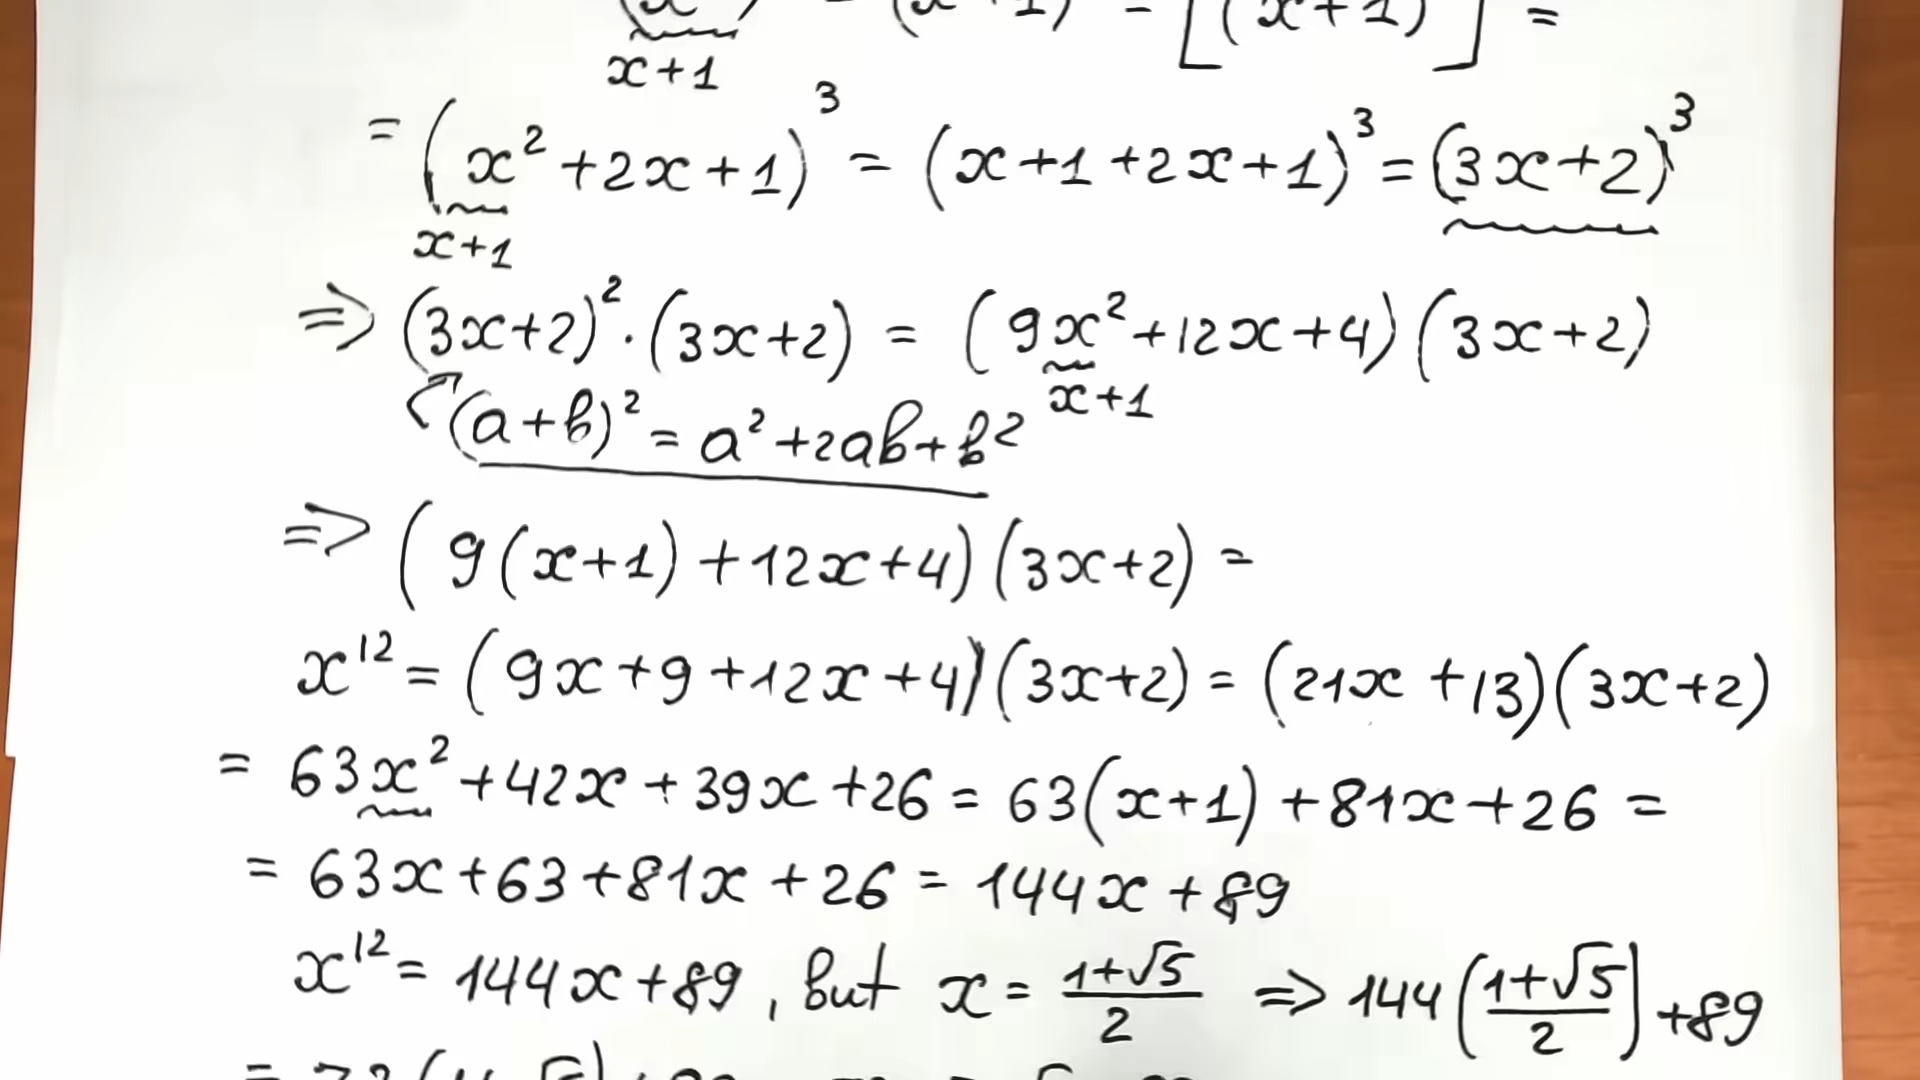 x+1
= (x² + 2x + 1)³ = (x+1 + 2x+1)³ = (3x+2)³
x+1
=> (3x+2)² · (3x+2) = (9x² + 12x + 4)(3x+2)
x+1
(a+b)² = a² + 2ab + b²
=> (9(x+1) + 12x + 4)(3x+2) =
x¹² = (9x + 9 + 12x + 4)(3x+2) = (21x + 13)(3x+2)
= 63x² + 42x + 39x + 26 = 63(x+1) + 81x + 26 =
= 63x + 63 + 81x + 26 = 144x + 89
x¹² = 144x + 89, but x = (1+√5)/2 => 144((1+√5)/2) + 89